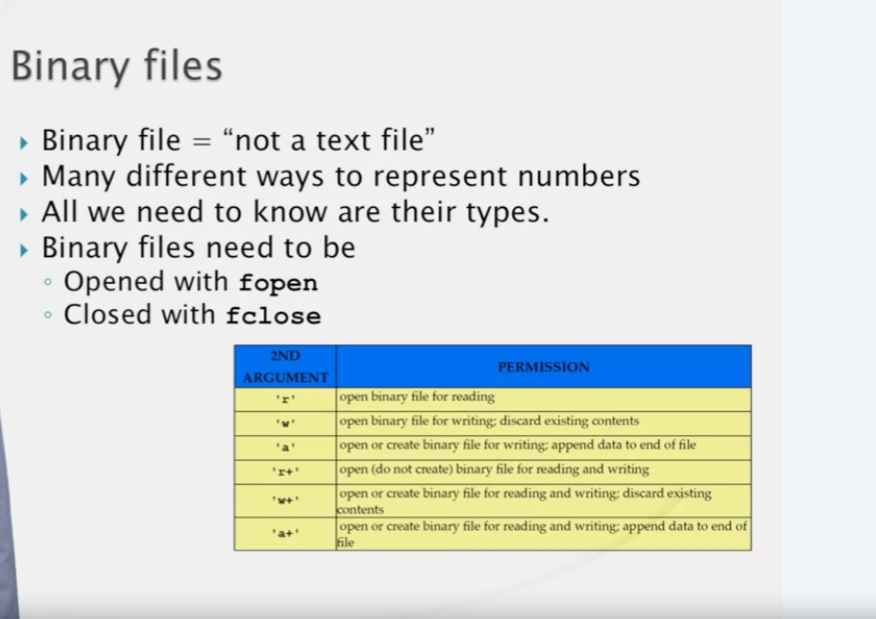 Binary files
Binary file = “not a text file”
Many different ways to represent numbers
All we need to know are their types.
Binary files need to be
Opened with fopen
Closed with fclose
2ND
ARGUMENT
PERMISSION
'r' open binary file for reading
'w' open binary file for writing; discard existing contents
'a' open or create binary file for writing; append data to end of file
'r+' open (do not create) binary file for reading and writing
'w+' open or create binary file for reading and writing; discard existing
contents
'a+' open or create binary file for reading and writing; append data to end of
file